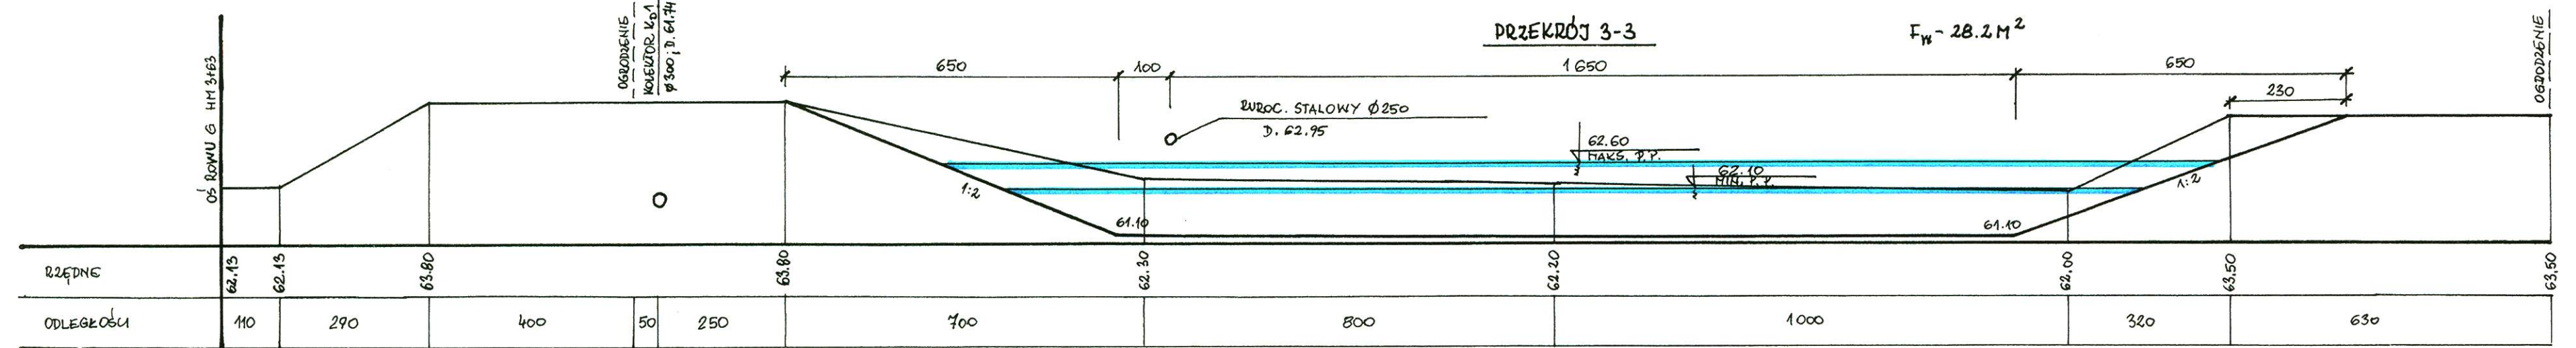 PRZEKRÓJ 3-3
Fw - 28.2 M²
OŚ ROWU G HM 3+63
OGRODZENIE
KOLEKTOR KD1
Ø300; D. 61.74
OGRODZENIE
650
100
1650
650
230
RUROC. STALOWY Ø250
D. 62.95
62.60
MAKS. P.P.
62.10
MIN. P.P.
1:2
1:2
61.10
61.10
RZĘDNE
62.13
62.13
63.80
63.80
62.30
62.20
62.00
63.50
63.50
ODLEGŁOŚCI
110
290
400
50
250
700
800
1000
320
630